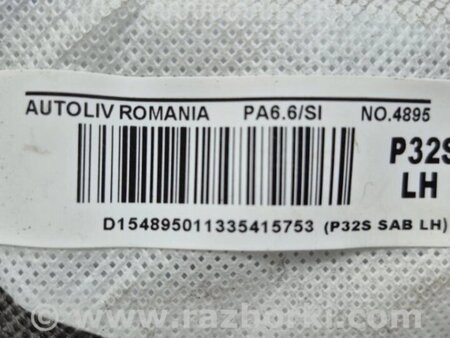 AUTOLIV ROMANIA PA6.6/SI NO.4895
P32S
LH
D154895011335415753 (P32S SAB LH)
www.razborki.com